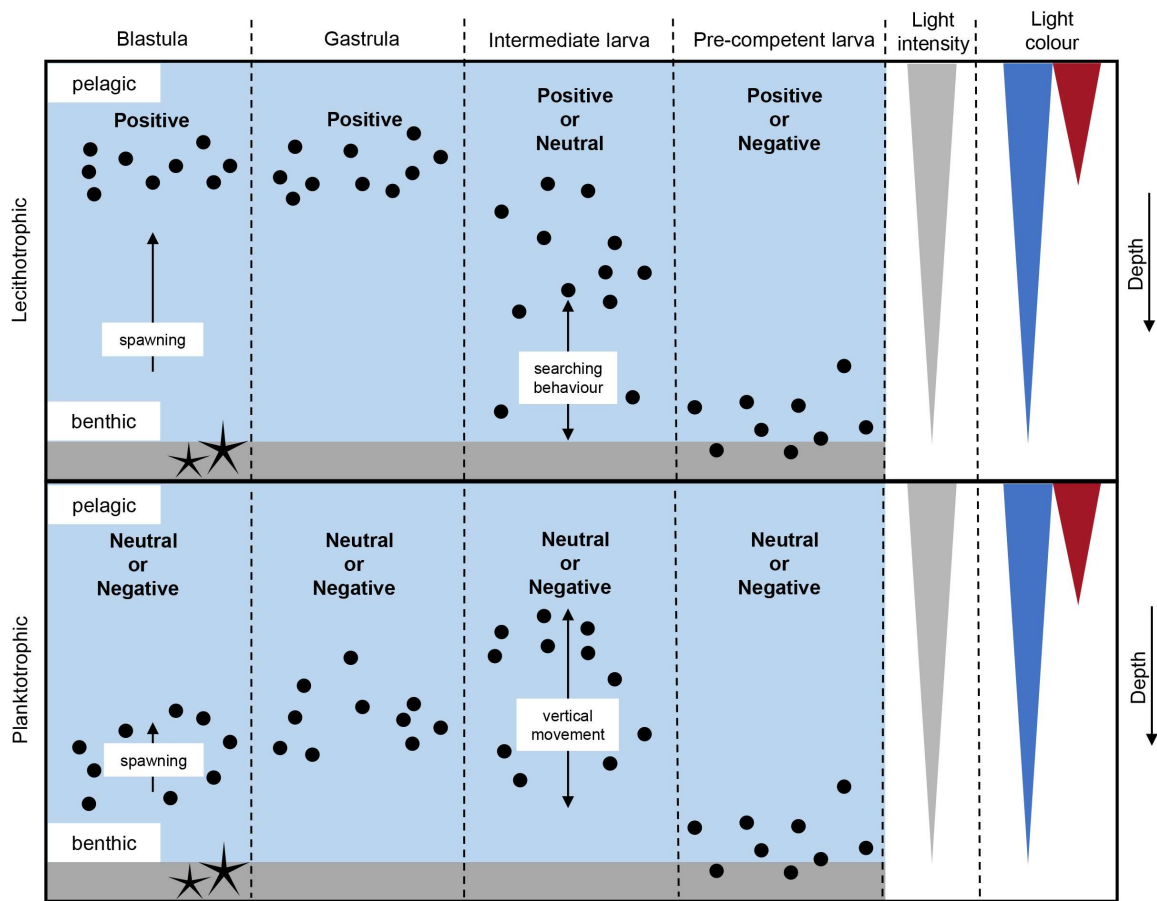 Blastula
Gastrula
Intermediate larva
Pre-competent larva
Light
intensity
Light
colour
Lecithotrophic
pelagic
Positive
spawning
benthic
Positive
Positive
or
Neutral
searching
behaviour
Positive
or
Negative
Depth
Planktotrophic
pelagic
Neutral
or
Negative
spawning
benthic
Neutral
or
Negative
Neutral
or
Negative
vertical
movement
Neutral
or
Negative
Depth